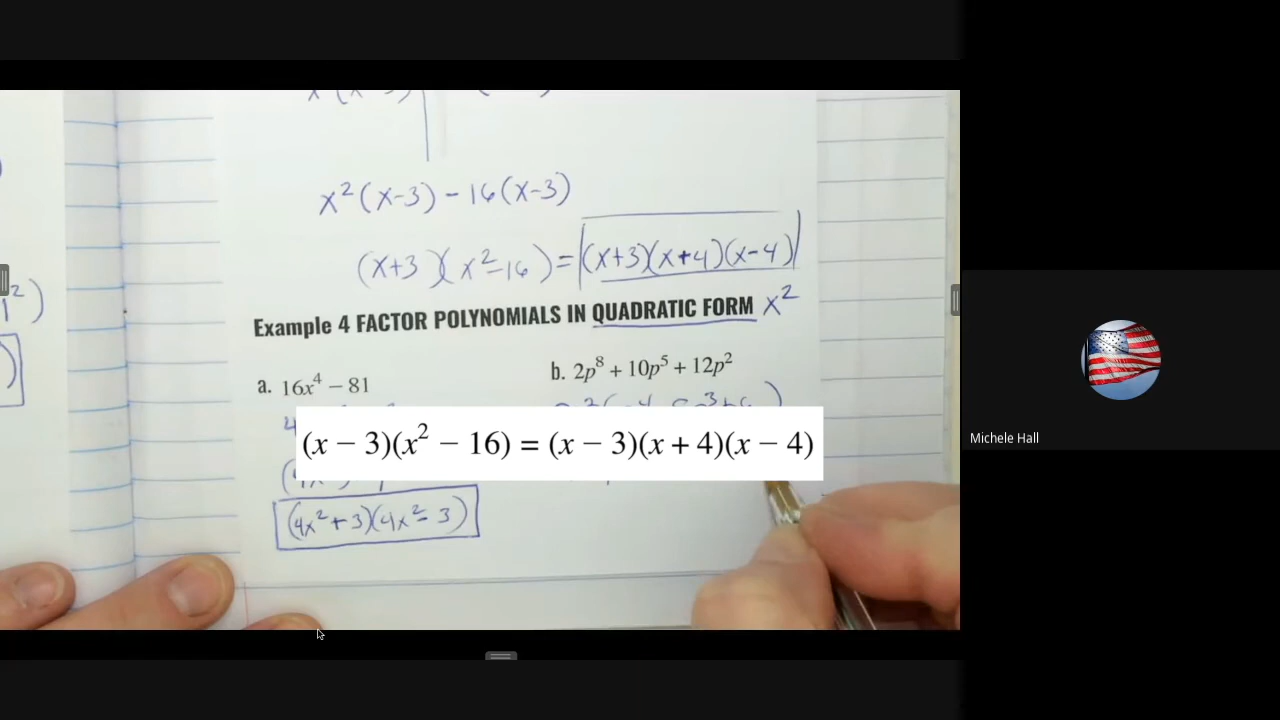 x²(x-3) - 16(x-3)
(x+3)(x²-16) = (x+3)(x+4)(x-4)
Example 4 FACTOR POLYNOMIALS IN QUADRATIC FORM x²
a. 16x⁴ − 81
b. 2p⁸ + 10p⁵ + 12p²
(x − 3)(x² − 16) = (x − 3)(x + 4)(x − 4)
(4x²+3)(4x²-3)
Michele Hall